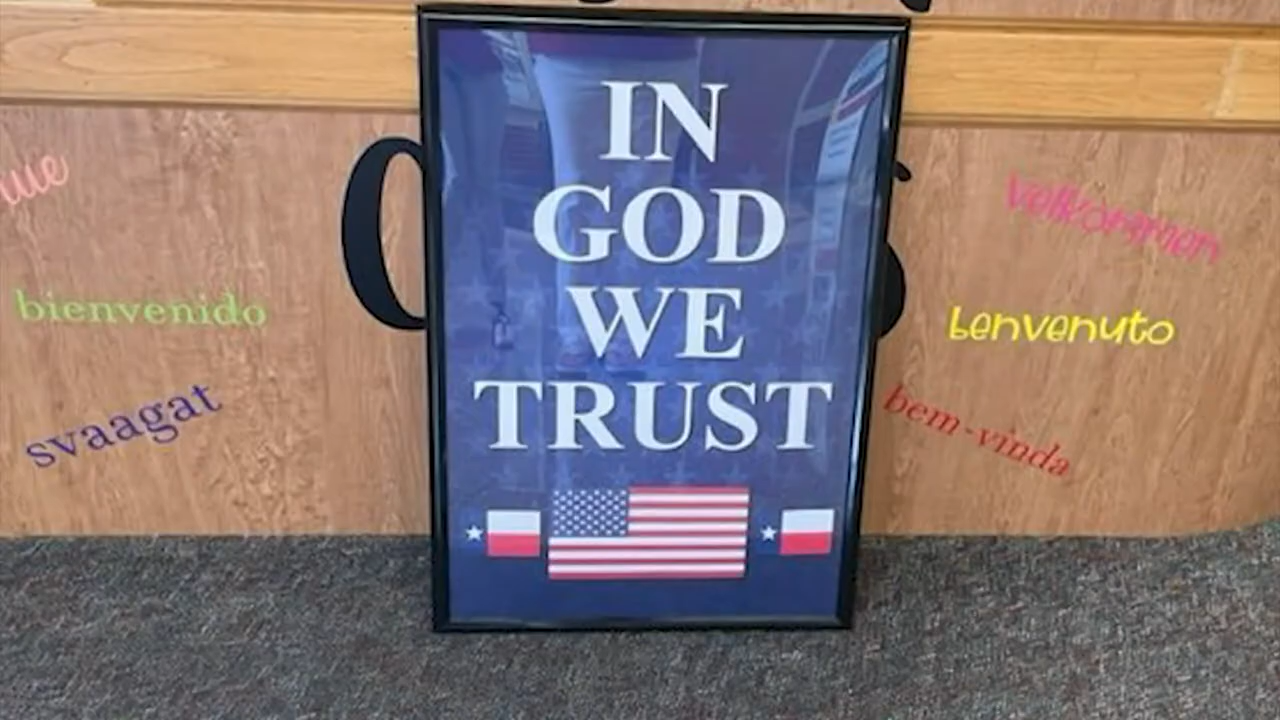 IN
GOD
WE
TRUST
bienvenido
svaagat
velkommen
benvenuto
bem-vinda